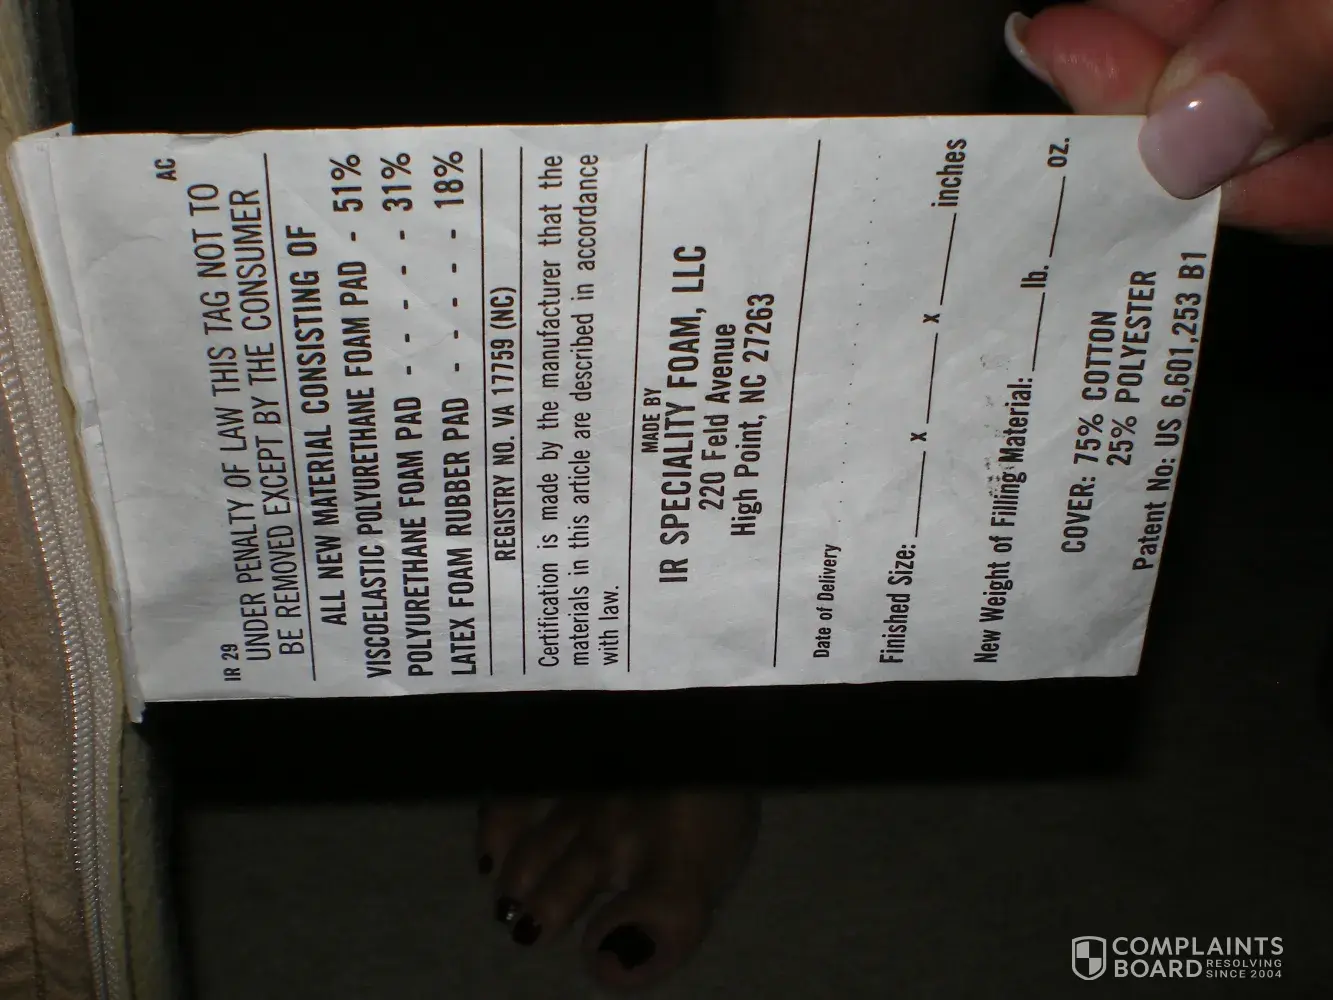 AC
IR 29
UNDER PENALTY OF LAW THIS TAG NOT TO
BE REMOVED EXCEPT BY THE CONSUMER
ALL NEW MATERIAL CONSISTING OF
VISCOELASTIC POLYURETHANE FOAM PAD - 51%
POLYURETHANE FOAM PAD - - - - - 31%
LATEX FOAM RUBBER PAD - - - - - 18%
REGISTRY NO. VA 17759 (NC)
Certification is made by the manufacturer that the
materials in this article are described in accordance
with law.
MADE BY
IR SPECIALITY FOAM, LLC
220 Feld Avenue
High Point, NC 27263
Date of Delivery
Finished Size: ____ x ____ x ____ inches
New Weight of Filling Material: ____ lb. ____ oz.
COVER: 75% COTTON
25% POLYESTER
Patent No: US 6,601,253 B1
COMPLAINTS
BOARD RESOLVING
SINCE 2004